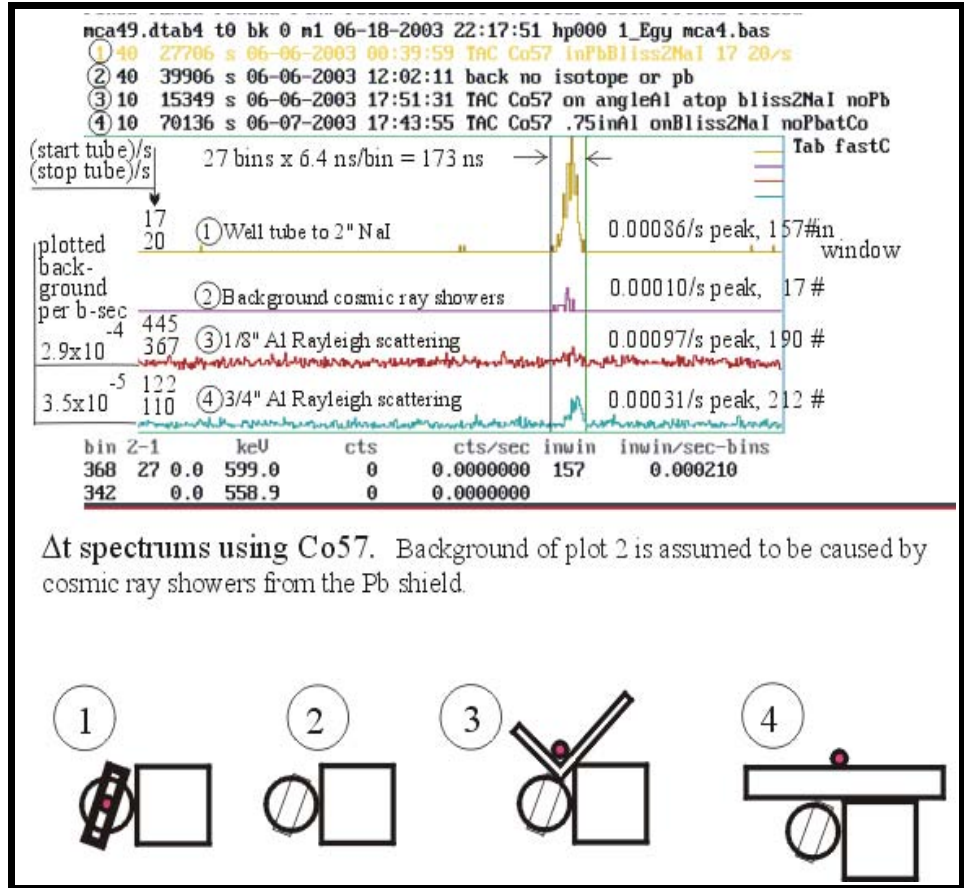 mca49.dtab4 t0 bk 0 m1 06-18-2003 22:17:51 hp000 1_Egy mca4.bas
1 40 27706 s 06-06-2003 00:39:59 TAC Co57 inPbBliss2NaI 17 20/s
2 40 39906 s 06-06-2003 12:02:11 back no isotope or pb
3 10 15349 s 06-06-2003 17:51:31 TAC Co57 on angleAl atop bliss2NaI noPb
4 10 70136 s 06-07-2003 17:43:55 TAC Co57 .75inAl onBliss2NaI noPbatCo
Tab fastC
(start tube)/s
(stop tube)/s
27 bins x 6.4 ns/bin = 173 ns
17
20
1 Well tube to 2" NaI
0.00086/s peak, 157#in
window
plotted
back-
ground
per b-sec
2 Background cosmic ray showers
0.00010/s peak, 17 #
2.9x10-4
445
367
3 1/8" Al Rayleigh scattering
0.00097/s peak, 190 #
3.5x10-5
122
110
4 3/4" Al Rayleigh scattering
0.00031/s peak, 212 #
bin 2-1 keV cts cts/sec inwin inwin/sec-bins
368 27 0.0 599.0 0 0.0000000 157 0.000210
342 0.0 558.9 0 0.0000000
Δt spectrums using Co57. Background of plot 2 is assumed to be caused by
cosmic ray showers from the Pb shield.
1
2
3
4